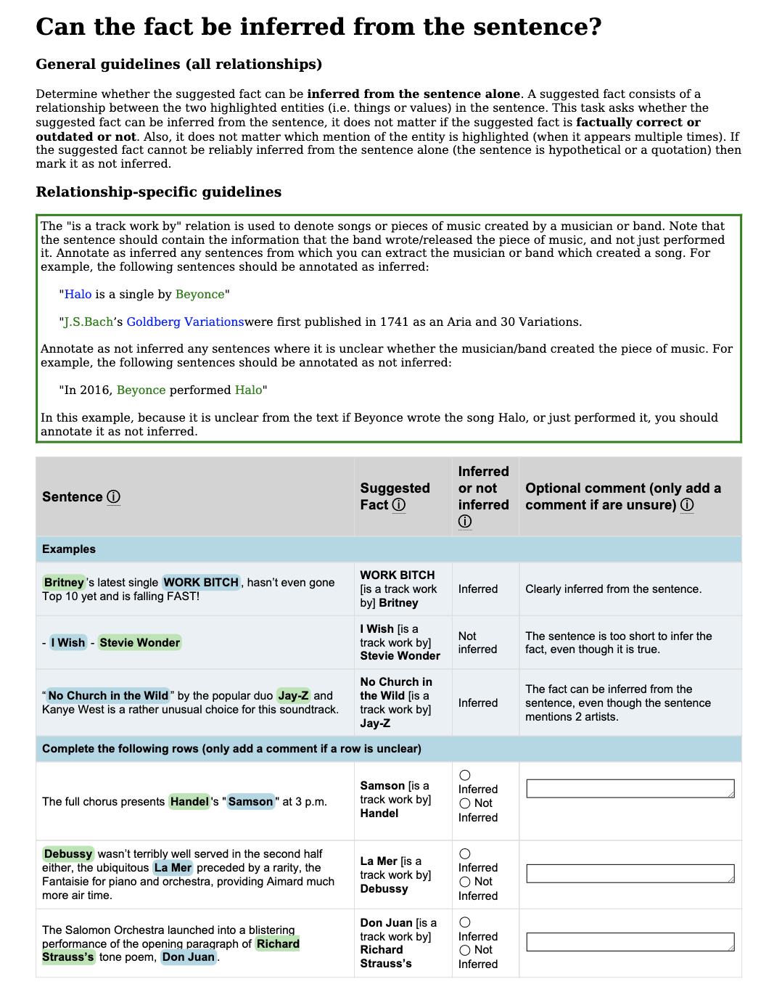 Can the fact be inferred from the sentence?
General guidelines (all relationships)
Determine whether the suggested fact can be inferred from the sentence alone. A suggested fact consists of a
relationship between the two highlighted entities (i.e. things or values) in the sentence. This task asks whether the
suggested fact can be inferred from the sentence, it does not matter if the suggested fact is factually correct or
outdated or not. Also, it does not matter which mention of the entity is highlighted (when it appears multiple times). If
the suggested fact cannot be reliably inferred from the sentence alone (the sentence is hypothetical or a quotation) then
mark it as not inferred.
Relationship-specific guidelines
The "is a track work by" relation is used to denote songs or pieces of music created by a musician or band. Note that
the sentence should contain the information that the band wrote/released the piece of music, and not just performed
it. Annotate as inferred any sentences from which you can extract the musician or band which created a song. For
example, the following sentences should be annotated as inferred:
"Halo is a single by Beyonce"
"J.S.Bach’s Goldberg Variationswere first published in 1741 as an Aria and 30 Variations.
Annotate as not inferred any sentences where it is unclear whether the musician/band created the piece of music. For
example, the following sentences should be annotated as not inferred:
"In 2016, Beyonce performed Halo"
In this example, because it is unclear from the text if Beyonce wrote the song Halo, or just performed it, you should
annotate it as not inferred.
Sentence ⓘ
Suggested
Fact ⓘ
Inferred
or not
inferred
ⓘ
Optional comment (only add a
comment if are unsure) ⓘ
Examples
Britney's latest single WORK BITCH, hasn’t even gone
Top 10 yet and is falling FAST!
WORK BITCH
[is a track work
by] Britney
Inferred
Clearly inferred from the sentence.
- I Wish - Stevie Wonder
I Wish [is a
track work by]
Stevie Wonder
Not
inferred
The sentence is too short to infer the
fact, even though it is true.
“No Church in the Wild” by the popular duo Jay-Z and
Kanye West is a rather unusual choice for this soundtrack.
No Church in
the Wild [is a
track work by]
Jay-Z
Inferred
The fact can be inferred from the
sentence, even though the sentence
mentions 2 artists.
Complete the following rows (only add a comment if a row is unclear)
The full chorus presents Handel's "Samson" at 3 p.m.
Samson [is a
track work by]
Handel
Inferred
Not
Inferred
Debussy wasn’t terribly well served in the second half
either, the ubiquitous La Mer preceded by a rarity, the
Fantaisie for piano and orchestra, providing Aimard much
more air time.
La Mer [is a
track work by]
Debussy
Inferred
Not
Inferred
The Salomon Orchestra launched into a blistering
performance of the opening paragraph of Richard
Strauss’s tone poem, Don Juan.
Don Juan [is a
track work by]
Richard
Strauss’s
Inferred
Not
Inferred